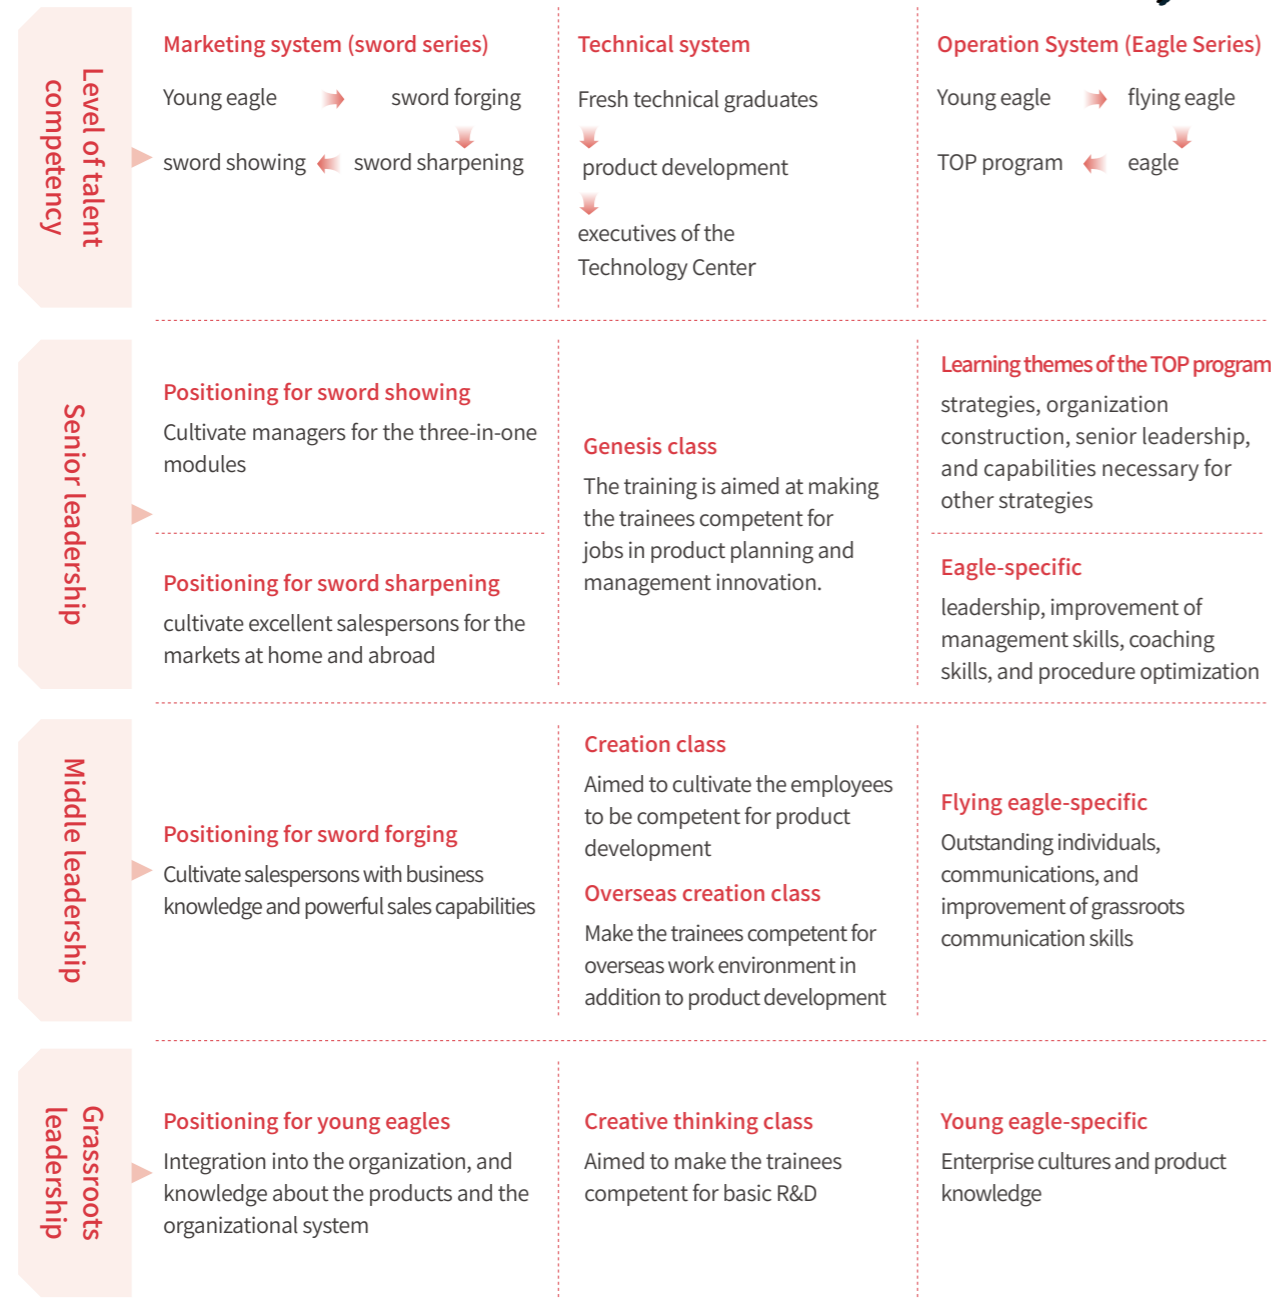 Level of talent
competency
Marketing system (sword series)
Young eagle
sword forging
sword showing
sword sharpening
Technical system
Fresh technical graduates
product development
executives of the
Technology Center
Operation System (Eagle Series)
Young eagle
flying eagle
TOP program
eagle
Senior leadership
Positioning for sword showing
Cultivate managers for the three-in-one
modules
Positioning for sword sharpening
cultivate excellent salespersons for the
markets at home and abroad
Genesis class
The training is aimed at making
the trainees competent for
jobs in product planning and
management innovation.
Learning themes of the TOP program
strategies, organization
construction, senior leadership,
and capabilities necessary for
other strategies
Eagle-specific
leadership, improvement of
management skills, coaching
skills, and procedure optimization
Middle leadership
Positioning for sword forging
Cultivate salespersons with business
knowledge and powerful sales capabilities
Creation class
Aimed to cultivate the employees
to be competent for product
development
Overseas creation class
Make the trainees competent for
overseas work environment in
addition to product development
Flying eagle-specific
Outstanding individuals,
communications, and
improvement of grassroots
communication skills
Grassroots
leadership
Positioning for young eagles
Integration into the organization, and
knowledge about the products and the
organizational system
Creative thinking class
Aimed to make the trainees
competent for basic R&D
Young eagle-specific
Enterprise cultures and product
knowledge